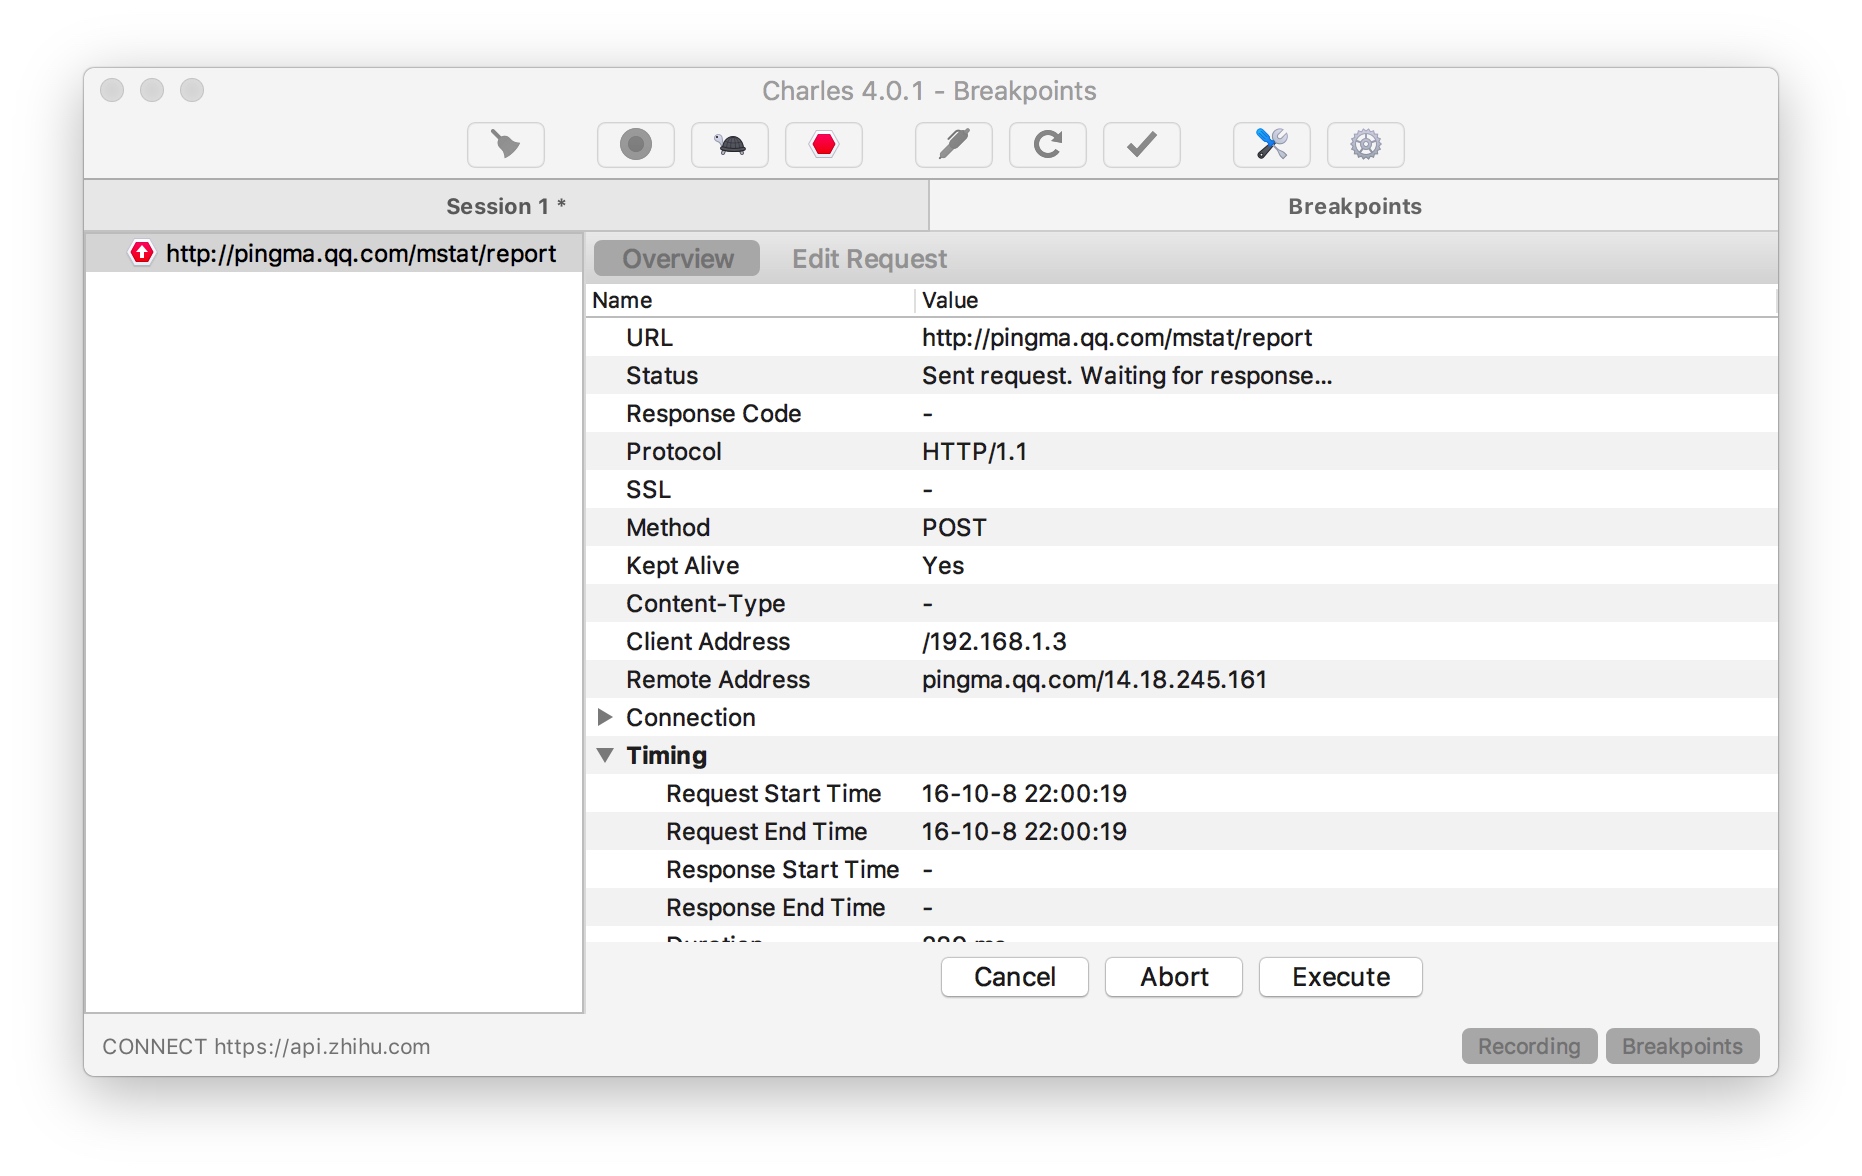 Charles 4.0.1 - Breakpoints
Session 1 *
Breakpoints
http://pingma.qq.com/mstat/report
Overview Edit Request
Name Value
URL http://pingma.qq.com/mstat/report
Status Sent request. Waiting for response...
Response Code -
Protocol HTTP/1.1
SSL -
Method POST
Kept Alive Yes
Content-Type -
Client Address /192.168.1.3
Remote Address pingma.qq.com/14.18.245.161
Connection
Timing
Request Start Time 16-10-8 22:00:19
Request End Time 16-10-8 22:00:19
Response Start Time -
Response End Time -
Duration
Cancel Abort Execute
CONNECT https://api.zhihu.com
Recording Breakpoints